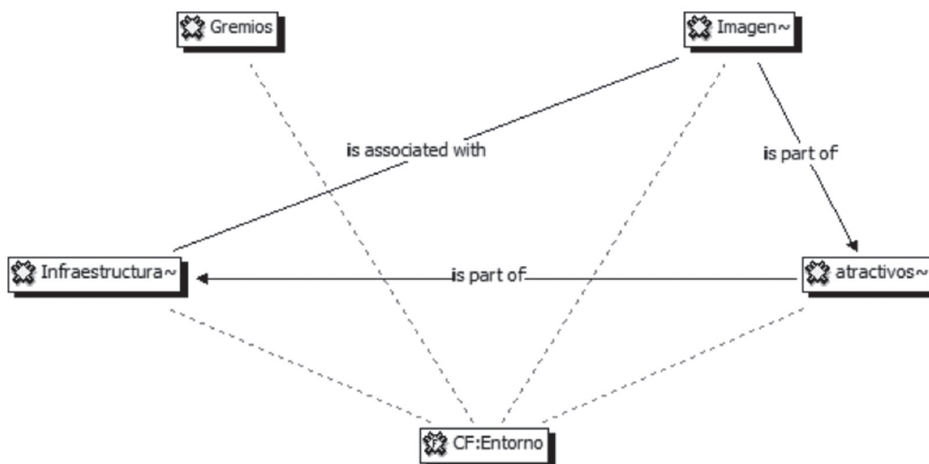 Gremios
Imagen~
is associated with
is part of
Infraestructura~
is part of
atractivos~
CF:Entorno